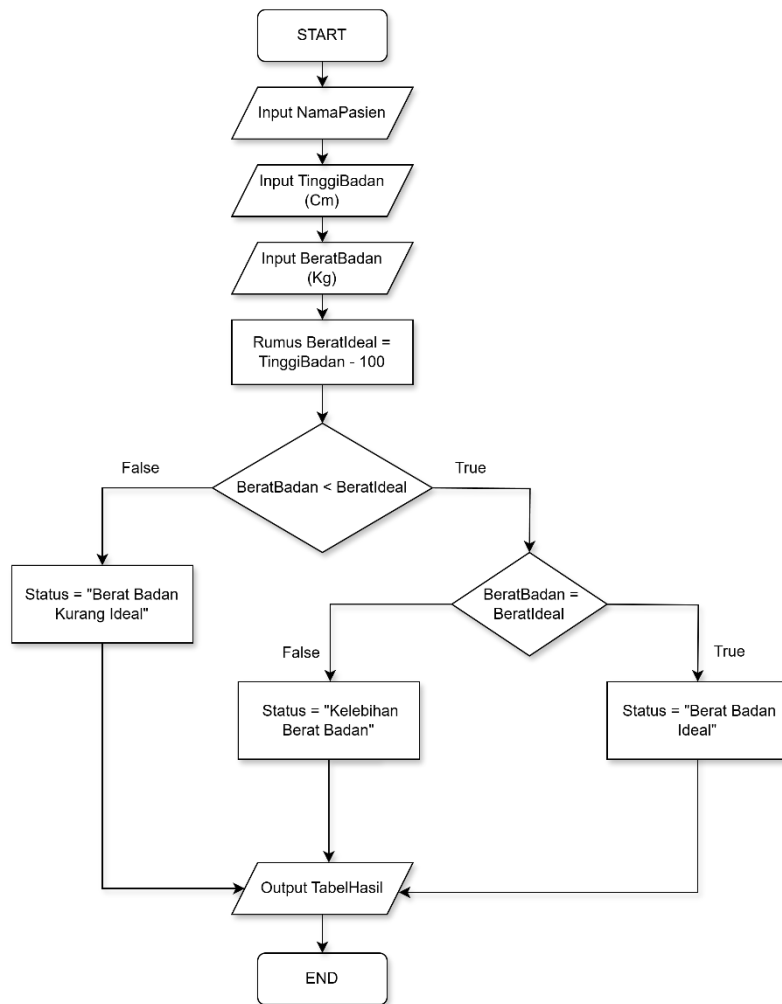 START
Input NamaPasien
Input TinggiBadan
(Cm)
Input BeratBadan
(Kg)
Rumus BeratIdeal =
TinggiBadan - 100
False
True
BeratBadan < BeratIdeal
Status = "Berat Badan
Kurang Ideal"
BeratBadan =
BeratIdeal
False
True
Status = "Kelebihan
Berat Badan"
Status = "Berat Badan
Ideal"
Output TabelHasil
END